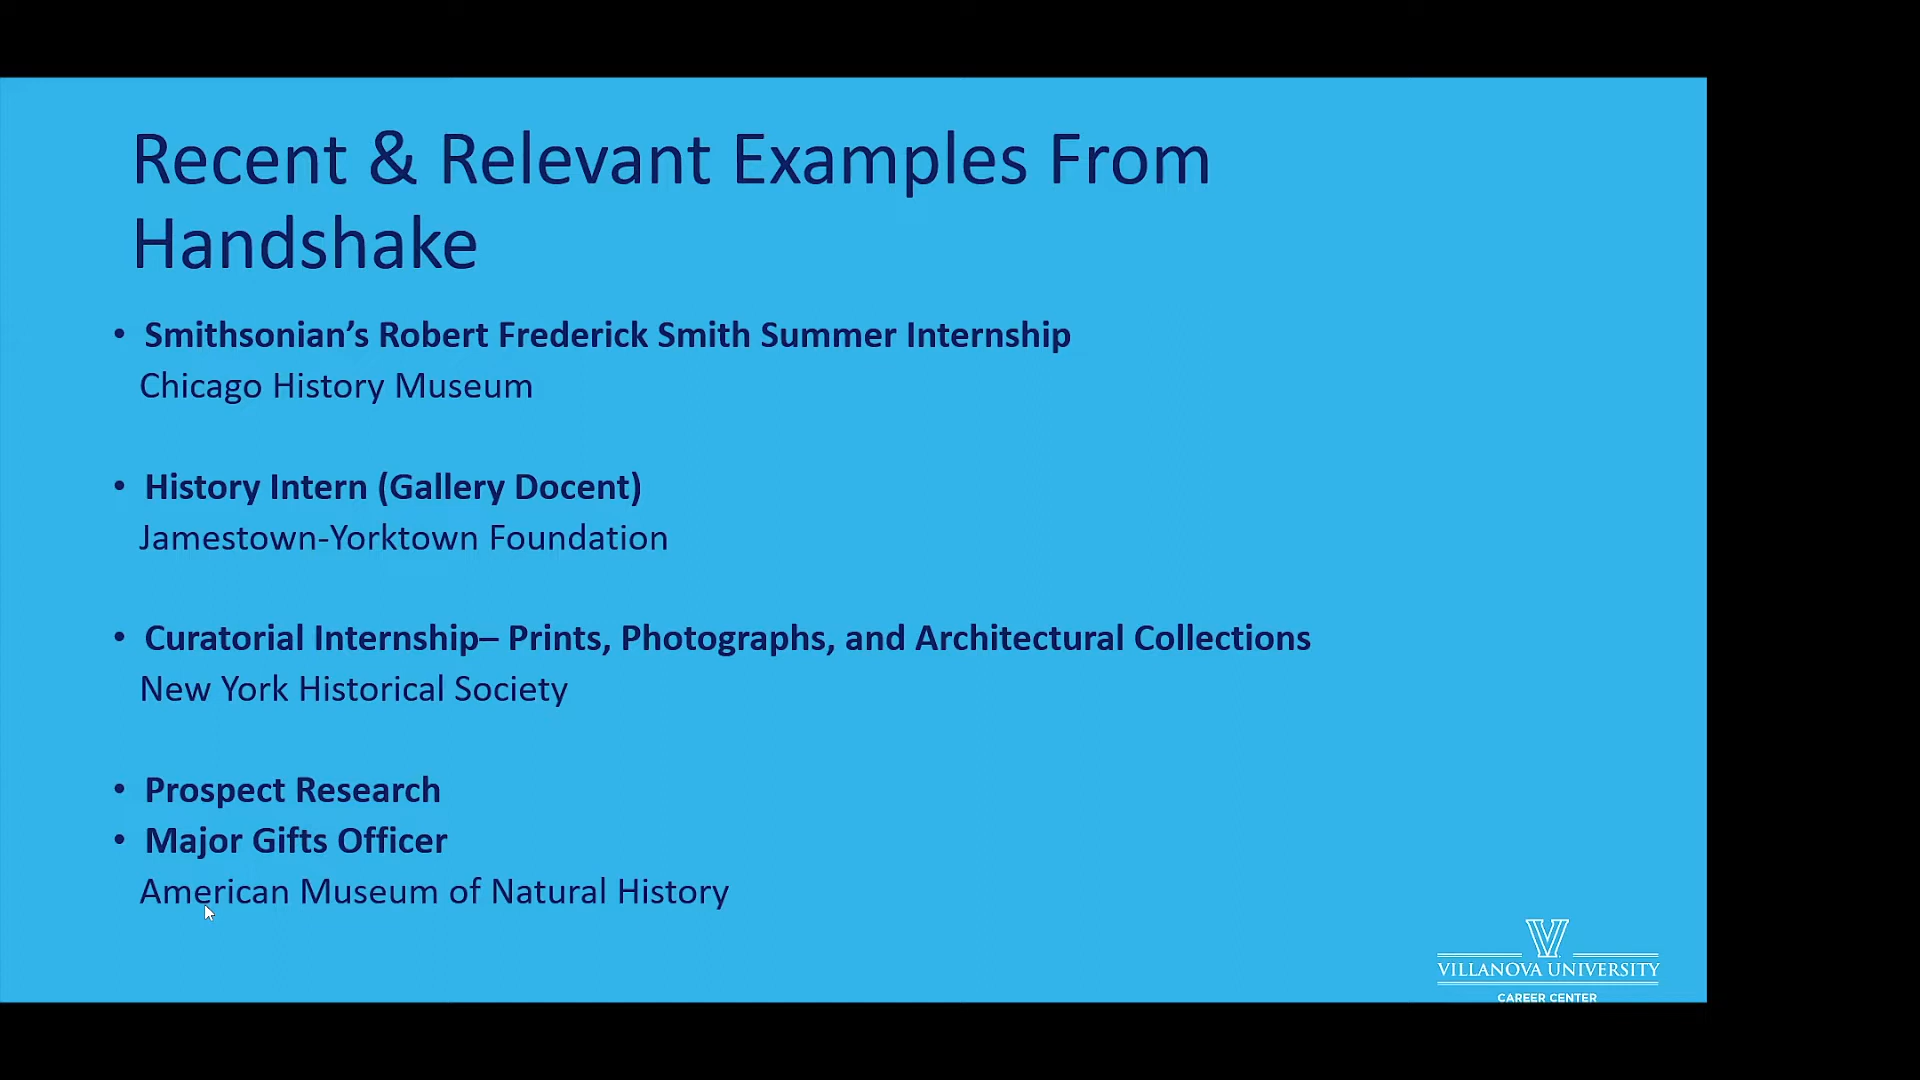 Recent & Relevant Examples From
Handshake
• Smithsonian’s Robert Frederick Smith Summer Internship
Chicago History Museum
• History Intern (Gallery Docent)
Jamestown-Yorktown Foundation
• Curatorial Internship– Prints, Photographs, and Architectural Collections
New York Historical Society
• Prospect Research
• Major Gifts Officer
American Museum of Natural History
V
VILLANOVA UNIVERSITY
CAREER CENTER